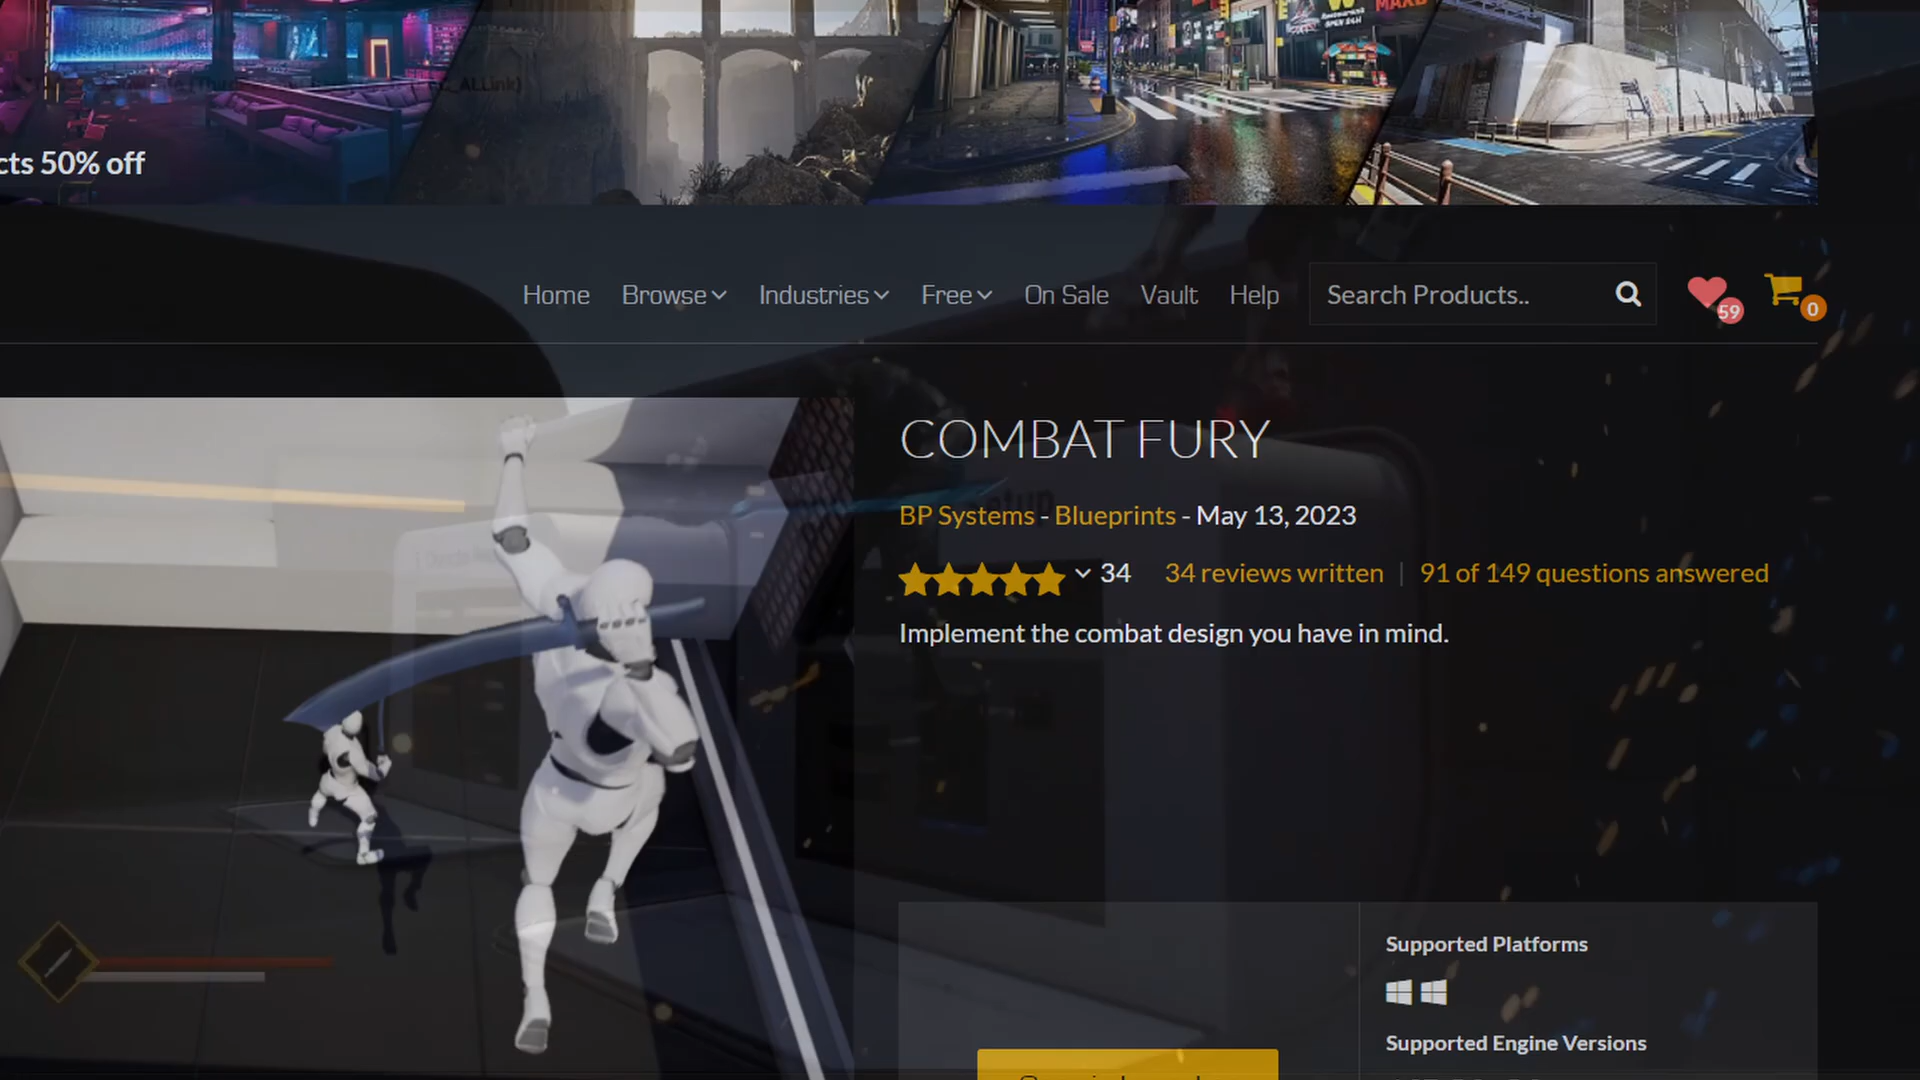 cts 50% off
Home Browse Industries Free On Sale Vault Help Search Products.. 59 0
COMBAT FURY
BP Systems - Blueprints - May 13, 2023
34 34 reviews written | 91 of 149 questions answered
Implement the combat design you have in mind.
Supported Platforms
Supported Engine Versions